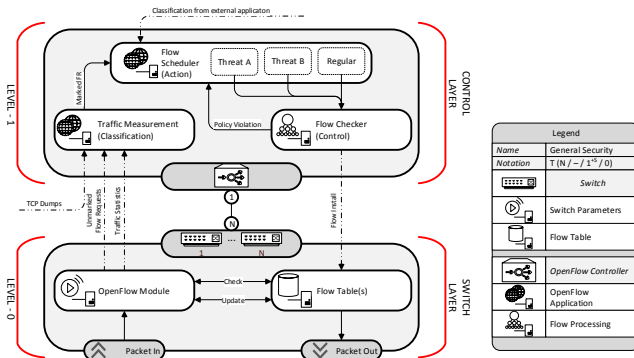 Classification from external applicaton
Flow
Scheduler
(Action)
Threat A
Threat B
Regular
Marked FR
Traffic Measurement
(Classification)
Policy Violation
Flow Checker
(Control)
LEVEL - 1
CONTROL
LAYER
TCP Dumps
Unmarked
Flow Requests
Traffic Statistics
Flow Install
1
N
...
1
N
OpenFlow Module
Check
Update
Flow Table(s)
LEVEL - 0
SWITCH
LAYER
Packet In
Packet Out
Legend
Name
General Security
Notation
T (N / – / 1⁺⁵ / 0)
Switch
Switch Parameters
Flow Table
OpenFlow Controller
OpenFlow
Application
Flow Processing